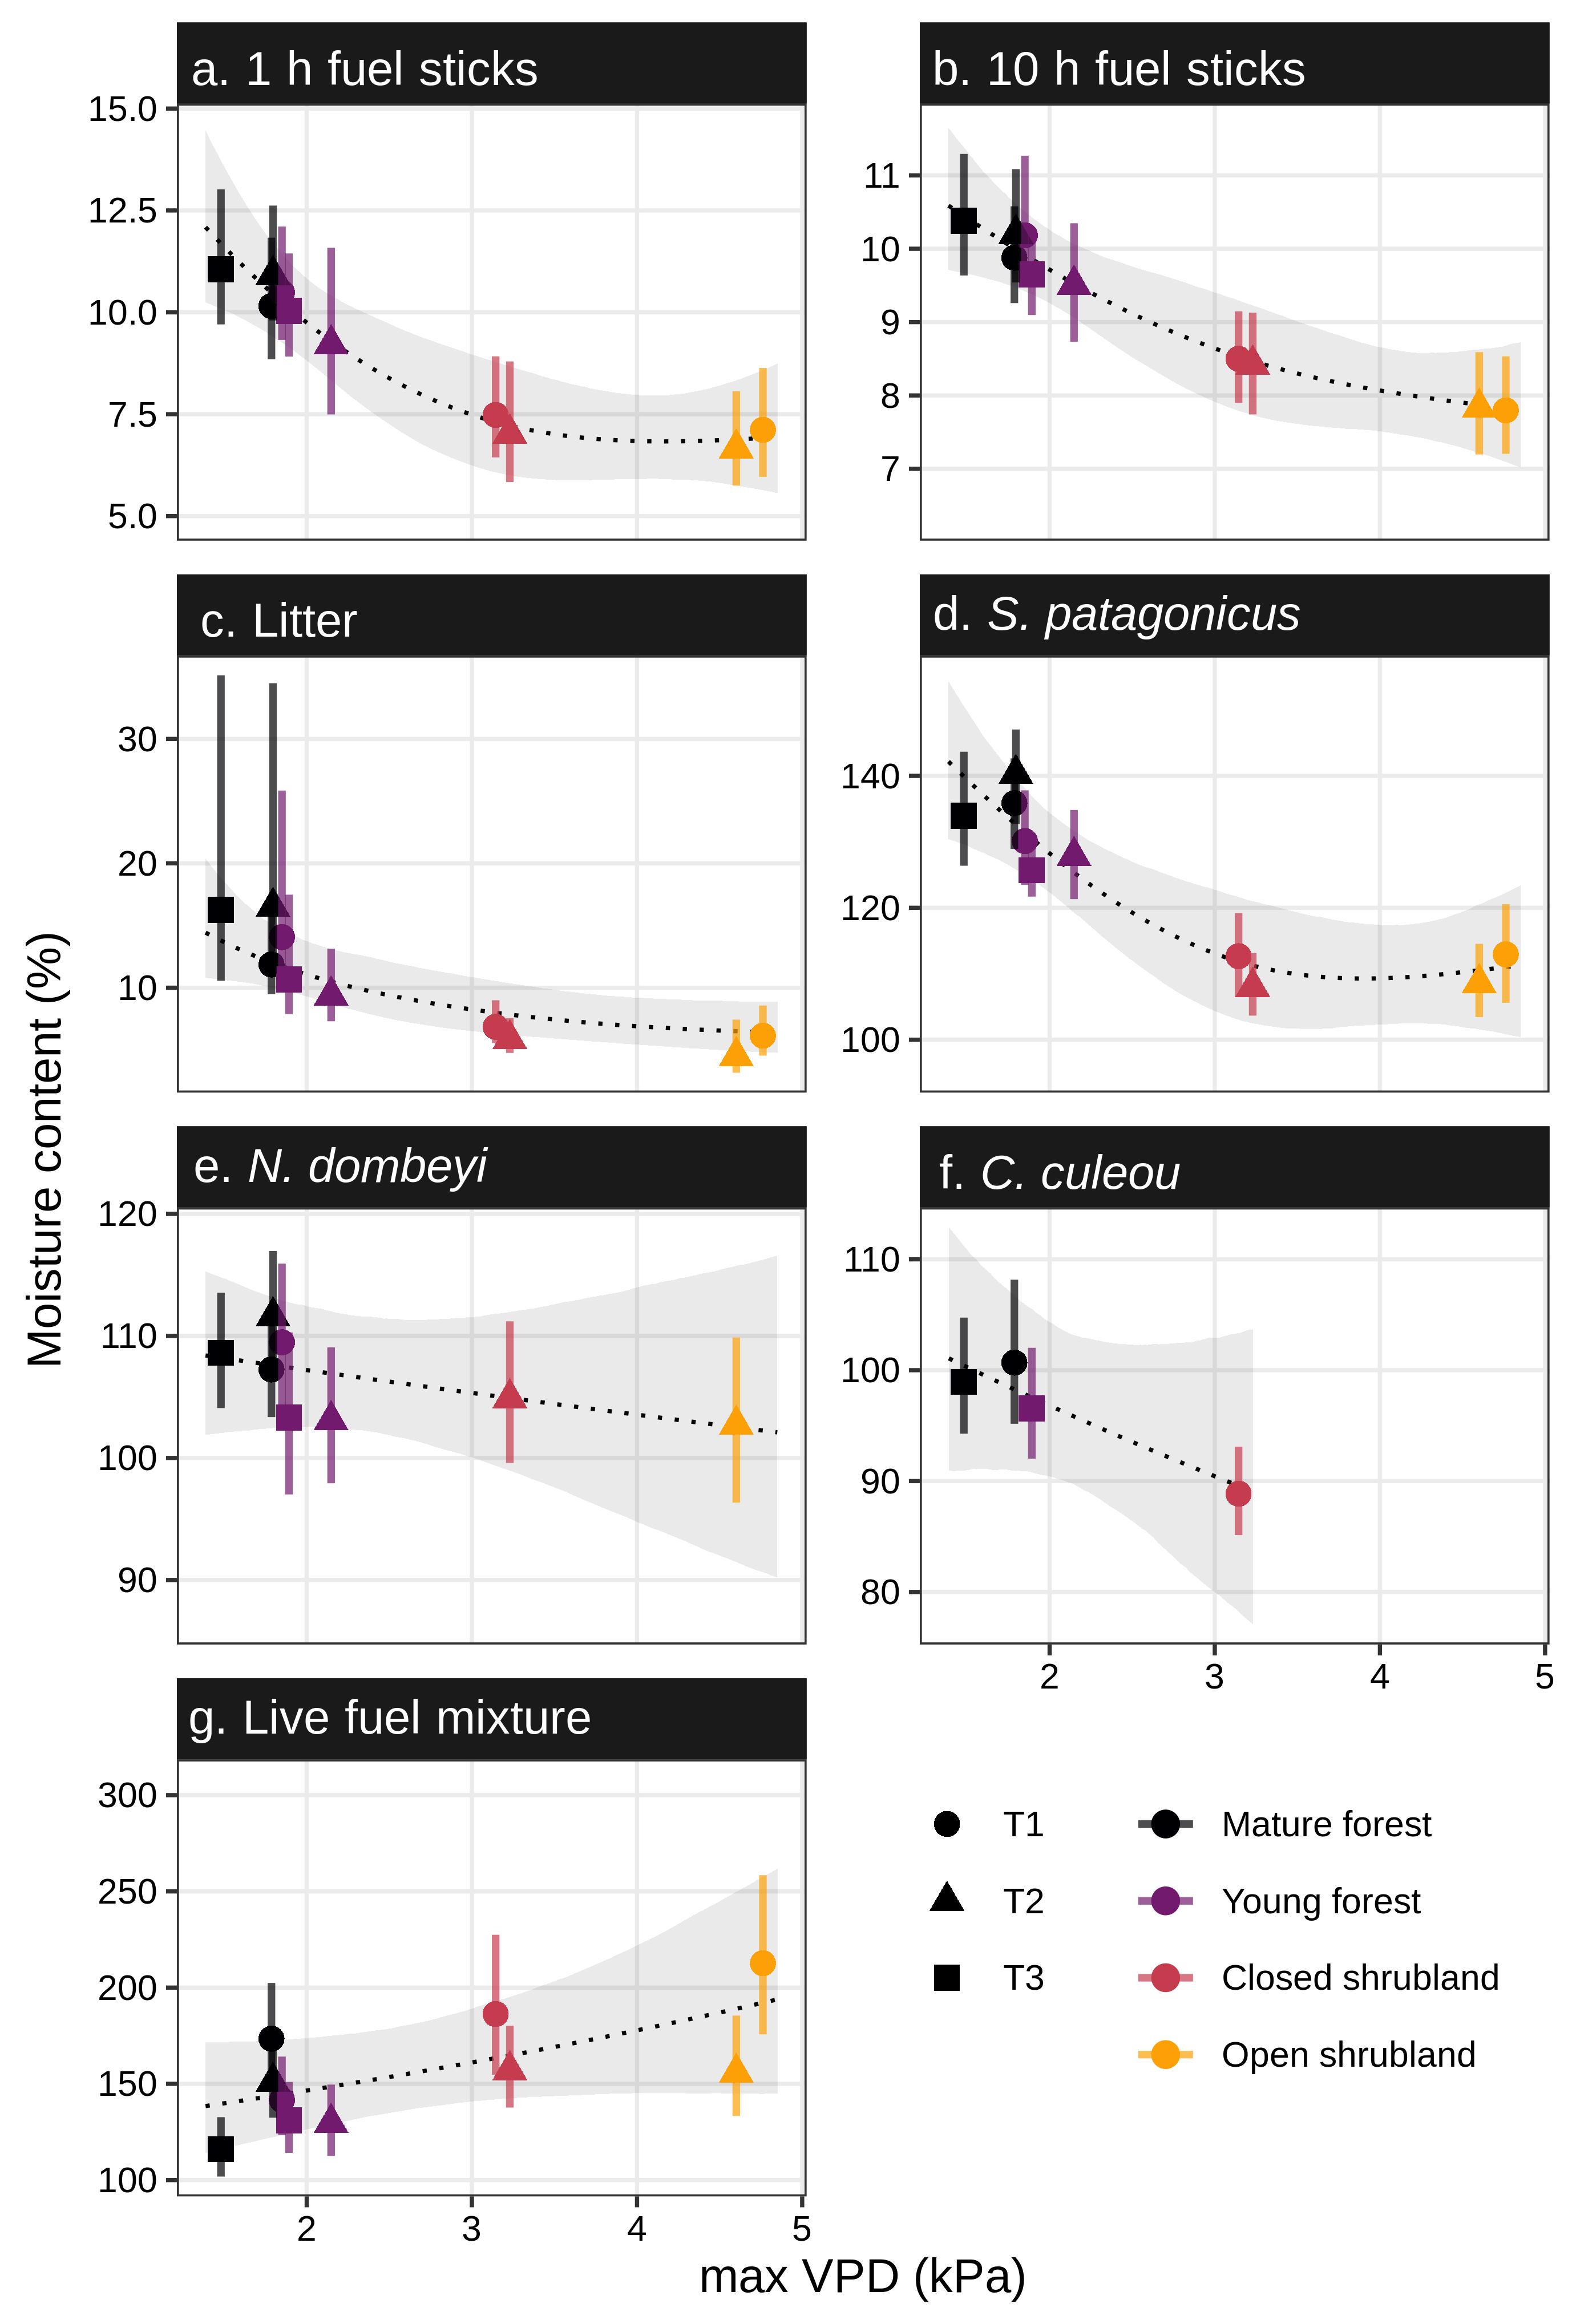 a. 1 h fuel sticks
15.0
12.5
10.0
7.5
5.0
b. 10 h fuel sticks
11
10
9
8
7
c. Litter
30
20
10
d. S. patagonicus
140
120
100
Moisture content (%)
e. N. dombeyi
120
110
100
90
f. C. culeou
110
100
90
80
2 3 4 5
g. Live fuel mixture
300
250
200
150
100
2 3 4 5
T1
T2
T3
Mature forest
Young forest
Closed shrubland
Open shrubland
max VPD (kPa)